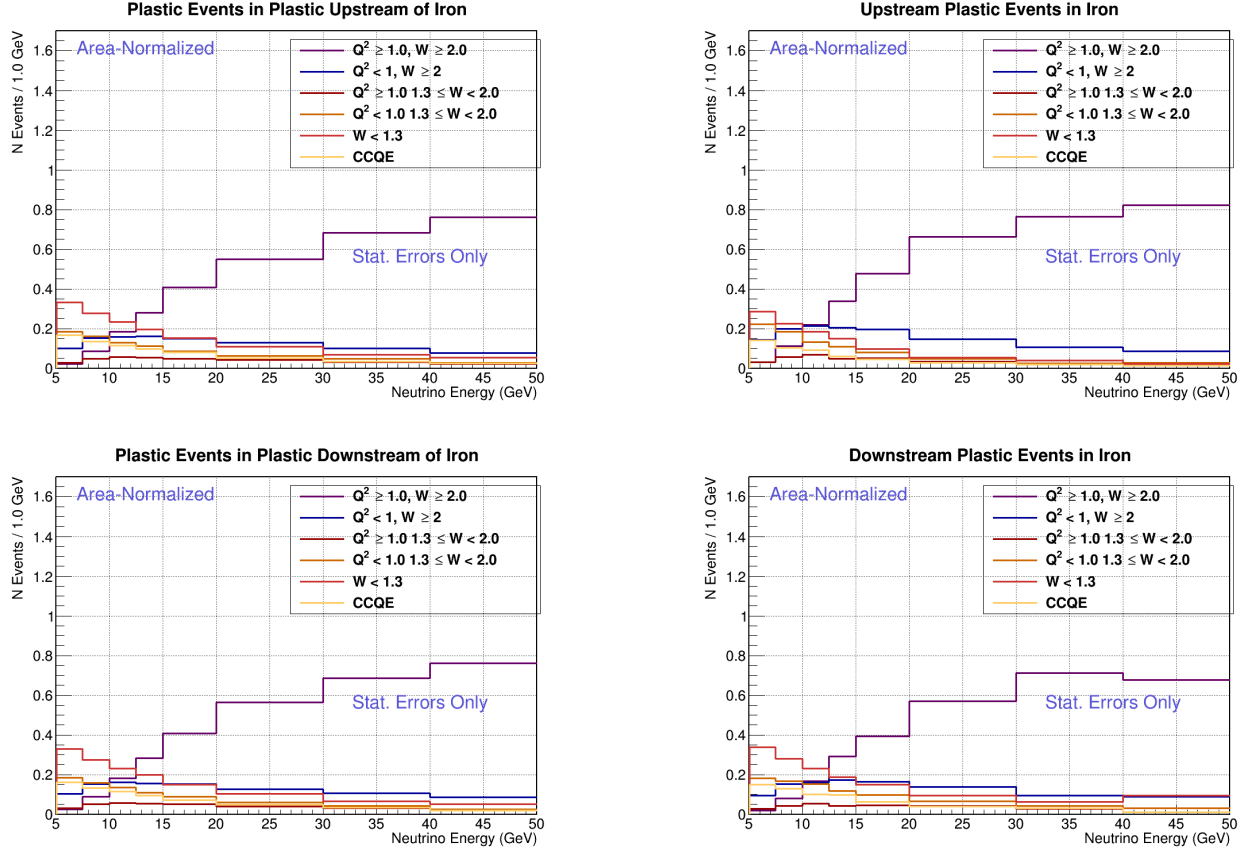 Plastic Events in Plastic Upstream of Iron
Area-Normalized
Q² ≥ 1.0, W ≥ 2.0
Q² < 1, W ≥ 2
Q² ≥ 1.0 1.3 ≤ W < 2.0
Q² < 1.0 1.3 ≤ W < 2.0
W < 1.3
CCQE
Stat. Errors Only
N Events / 1.0 GeV
1.6
1.4
1.2
1
0.8
0.6
0.4
0.2
0
5 10 15 20 25 30 35 40 45 50
Neutrino Energy (GeV)
Upstream Plastic Events in Iron
Area-Normalized
Q² ≥ 1.0, W ≥ 2.0
Q² < 1, W ≥ 2
Q² ≥ 1.0 1.3 ≤ W < 2.0
Q² < 1.0 1.3 ≤ W < 2.0
W < 1.3
CCQE
Stat. Errors Only
N Events / 1.0 GeV
1.6
1.4
1.2
1
0.8
0.6
0.4
0.2
0
5 10 15 20 25 30 35 40 45 50
Neutrino Energy (GeV)
Plastic Events in Plastic Downstream of Iron
Area-Normalized
Q² ≥ 1.0, W ≥ 2.0
Q² < 1, W ≥ 2
Q² ≥ 1.0 1.3 ≤ W < 2.0
Q² < 1.0 1.3 ≤ W < 2.0
W < 1.3
CCQE
Stat. Errors Only
N Events / 1.0 GeV
1.6
1.4
1.2
1
0.8
0.6
0.4
0.2
0
5 10 15 20 25 30 35 40 45 50
Neutrino Energy (GeV)
Downstream Plastic Events in Iron
Area-Normalized
Q² ≥ 1.0, W ≥ 2.0
Q² < 1, W ≥ 2
Q² ≥ 1.0 1.3 ≤ W < 2.0
Q² < 1.0 1.3 ≤ W < 2.0
W < 1.3
CCQE
Stat. Errors Only
N Events / 1.0 GeV
1.6
1.4
1.2
1
0.8
0.6
0.4
0.2
0
5 10 15 20 25 30 35 40 45 50
Neutrino Energy (GeV)